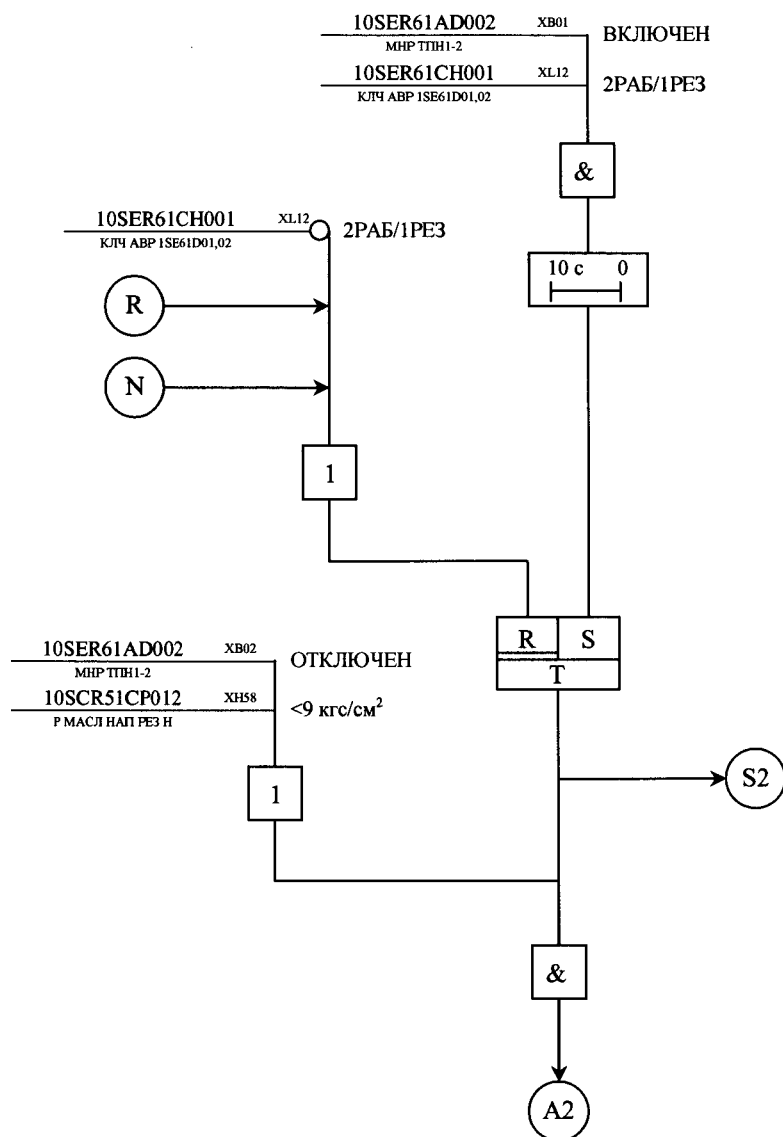 10SER61AD002 XB01 ВКЛЮЧЕН
МНР ТПН1-2
10SER61CH001 XL12 2РАБ/1РЕЗ
КЛЧ АВР 1SE61D01,02
&
10SER61CH001 XL12 2РАБ/1РЕЗ
КЛЧ АВР 1SE61D01,02
10 с 0
R
N
1
R S
T
10SER61AD002 XB02 ОТКЛЮЧЕН
МНР ТПН1-2
10SCR51CP012 XH58 <9 кгс/см²
Р МАСЛ НАП РЕЗ Н
1
S2
&
A2